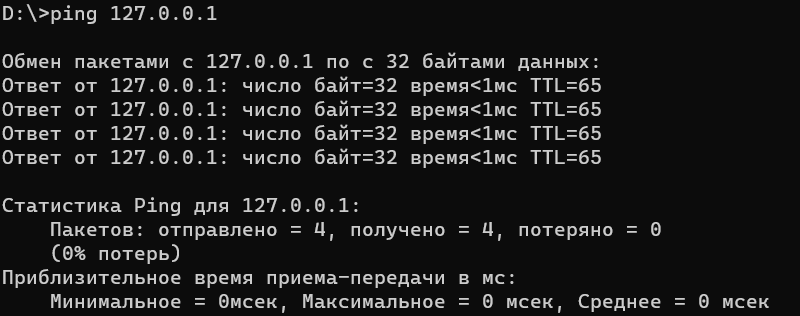 D:\>ping 127.0.0.1
Обмен пакетами с 127.0.0.1 по с 32 байтами данных:
Ответ от 127.0.0.1: число байт=32 время<1мс TTL=65
Ответ от 127.0.0.1: число байт=32 время<1мс TTL=65
Ответ от 127.0.0.1: число байт=32 время<1мс TTL=65
Ответ от 127.0.0.1: число байт=32 время<1мс TTL=65
Статистика Ping для 127.0.0.1:
Пакетов: отправлено = 4, получено = 4, потеряно = 0
(0% потерь)
Приблизительное время приема-передачи в мс:
Минимальное = 0мсек, Максимальное = 0 мсек, Среднее = 0 мсек